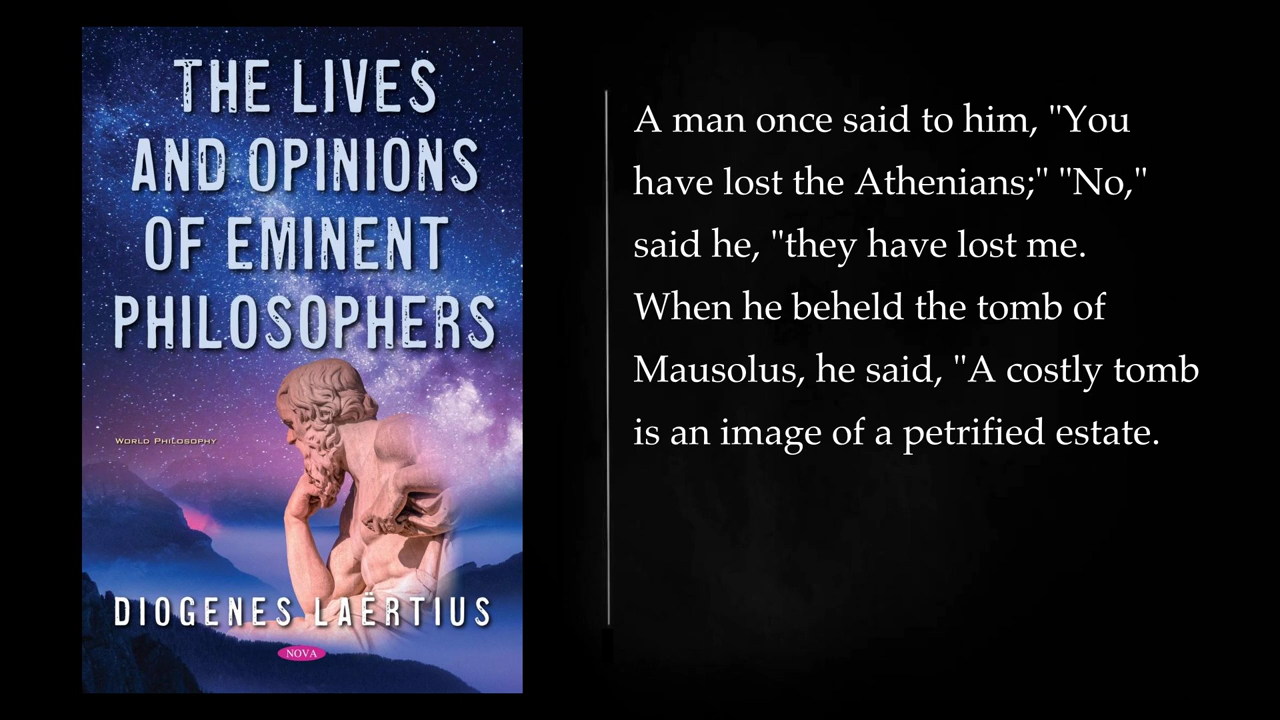 THE LIVES
AND OPINIONS
OF EMINENT
PHILOSOPHERS
WORLD PHILOSOPHY
DIOGENES LAËRTIUS
NOVA
A man once said to him, "You
have lost the Athenians;" "No,"
said he, "they have lost me.
When he beheld the tomb of
Mausolus, he said, "A costly tomb
is an image of a petrified estate.